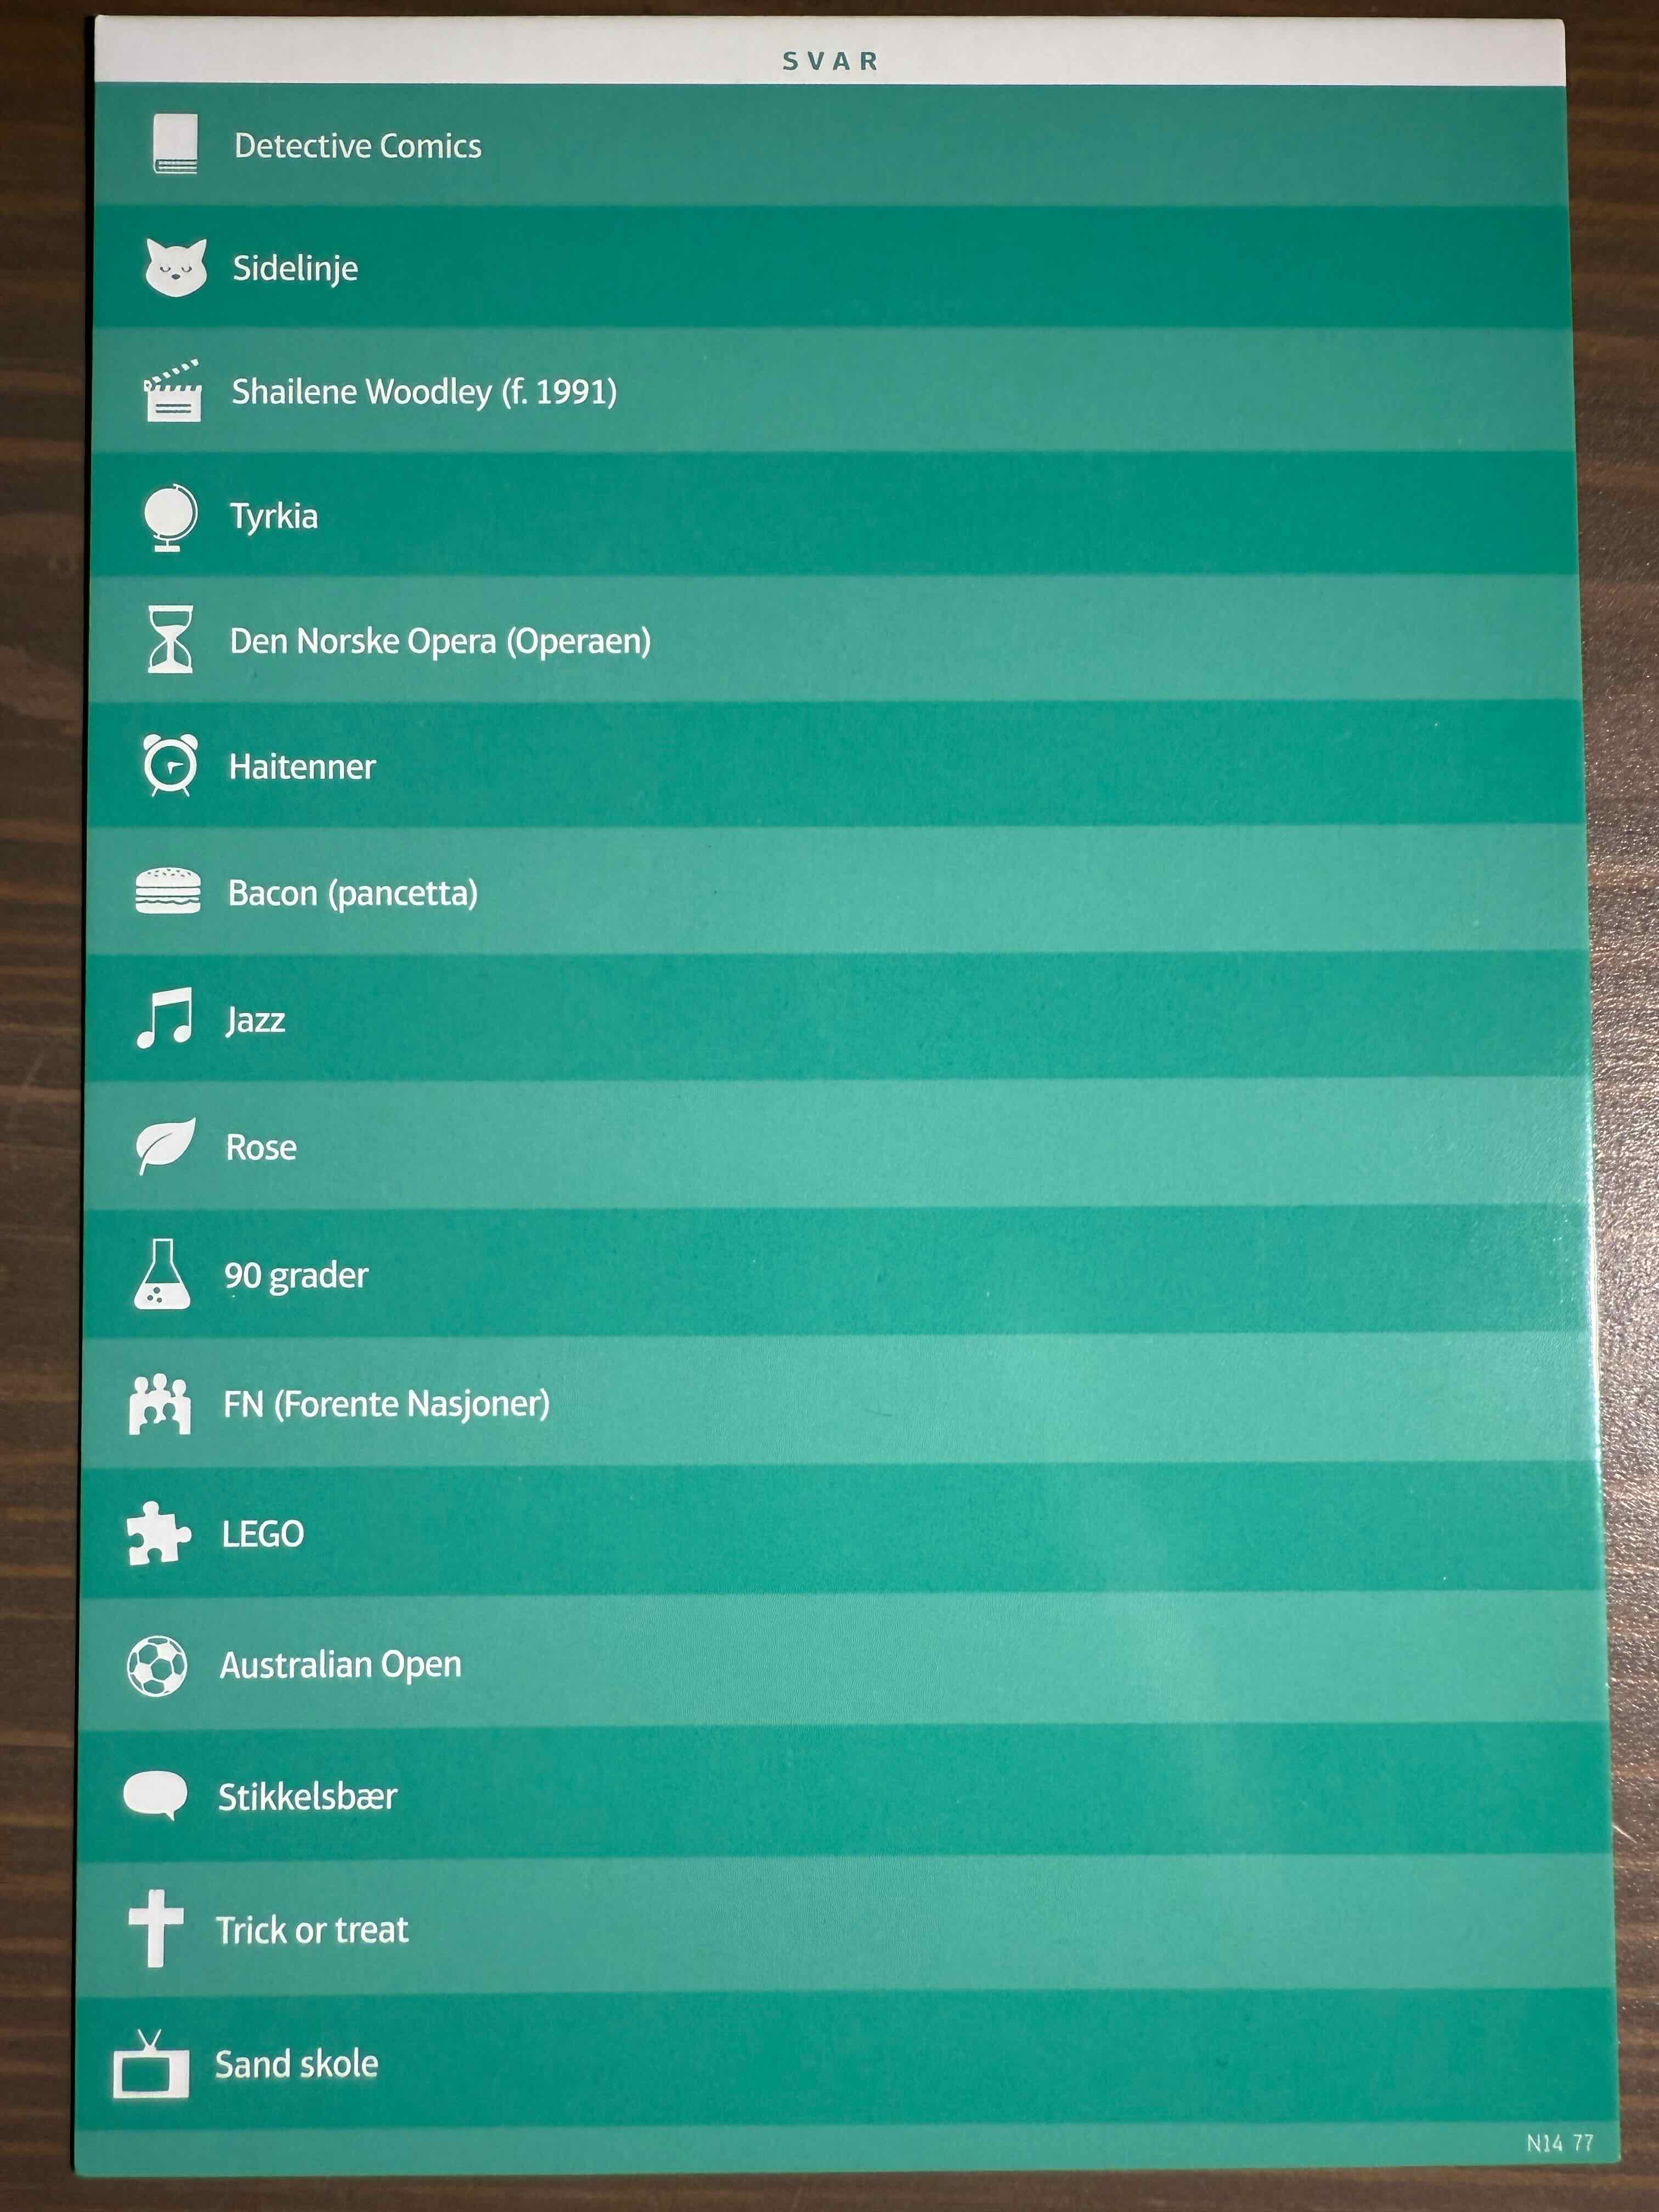 SVAR
Detective Comics
Sidelinje
Shailene Woodley (f. 1991)
Tyrkia
Den Norske Opera (Operaen)
Haitenner
Bacon (pancetta)
Jazz
Rose
90 grader
FN (Forente Nasjoner)
LEGO
Australian Open
Stikkelsbær
Trick or treat
Sand skole
N14 77